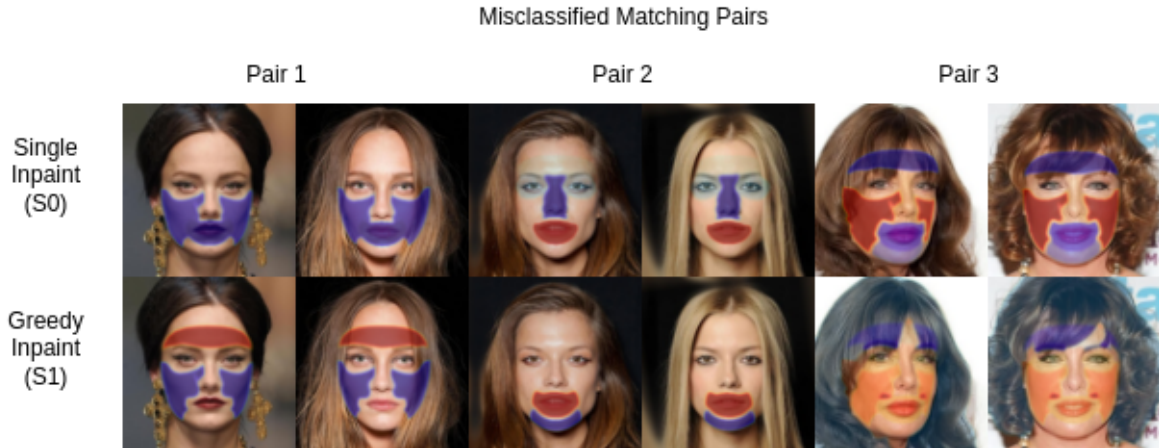 Misclassified Matching Pairs
Pair 1
Pair 2
Pair 3
Single
Inpaint
(S0)
Greedy
Inpaint
(S1)